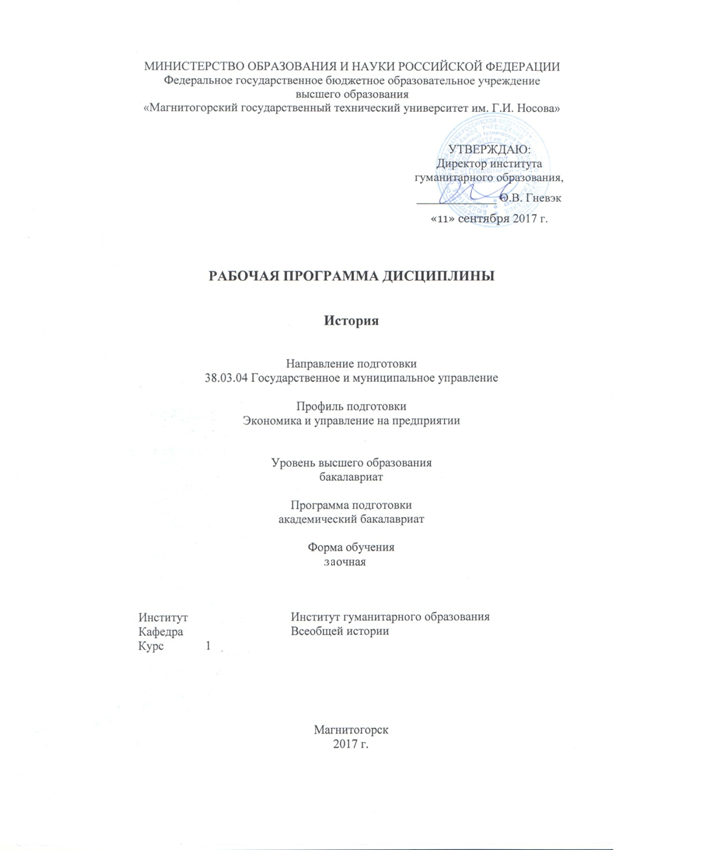 МИНИСТЕРСТВО ОБРАЗОВАНИЯ И НАУКИ РОССИЙСКОЙ ФЕДЕРАЦИИ
Федеральное государственное бюджетное образовательное учреждение
высшего образования
«Магнитогорский государственный технический университет им. Г.И. Носова»
УТВЕРЖДАЮ:
Директор института
гуманитарного образования,
О.В. Гневэк
«11» сентября 2017 г.
РАБОЧАЯ ПРОГРАММА ДИСЦИПЛИНЫ
История
Направление подготовки
38.03.04 Государственное и муниципальное управление
Профиль подготовки
Экономика и управление на предприятии
Уровень высшего образования
бакалавриат
Программа подготовки
академический бакалавриат
Форма обучения
заочная
Институт Институт гуманитарного образования
Кафедра Всеобщей истории
Курс 1
Магнитогорск
2017 г.